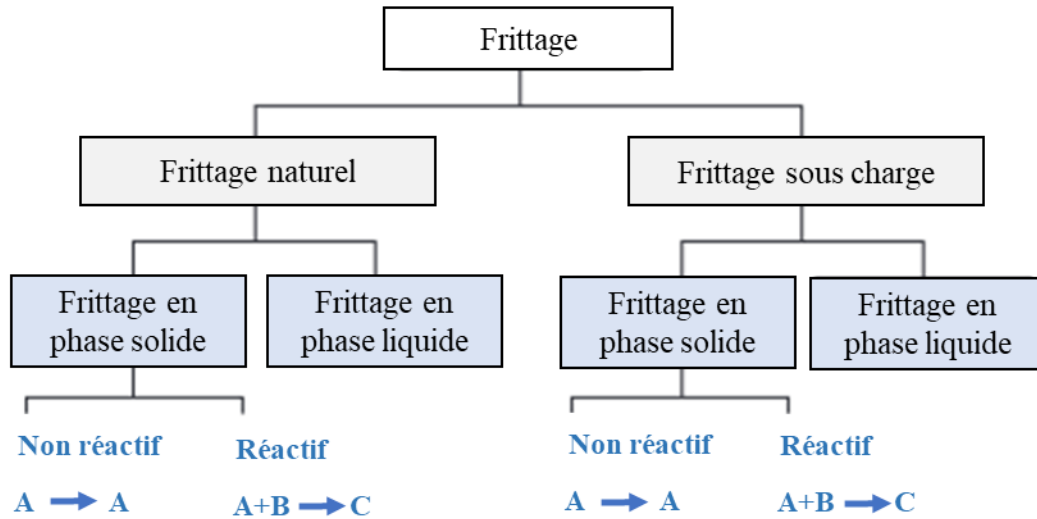 Frittage
Frittage naturel
Frittage sous charge
Frittage en
phase solide
Frittage en
phase liquide
Frittage en
phase solide
Frittage en
phase liquide
Non réactif
Réactif
Non réactif
Réactif
A → A
A+B → C
A → A
A+B → C